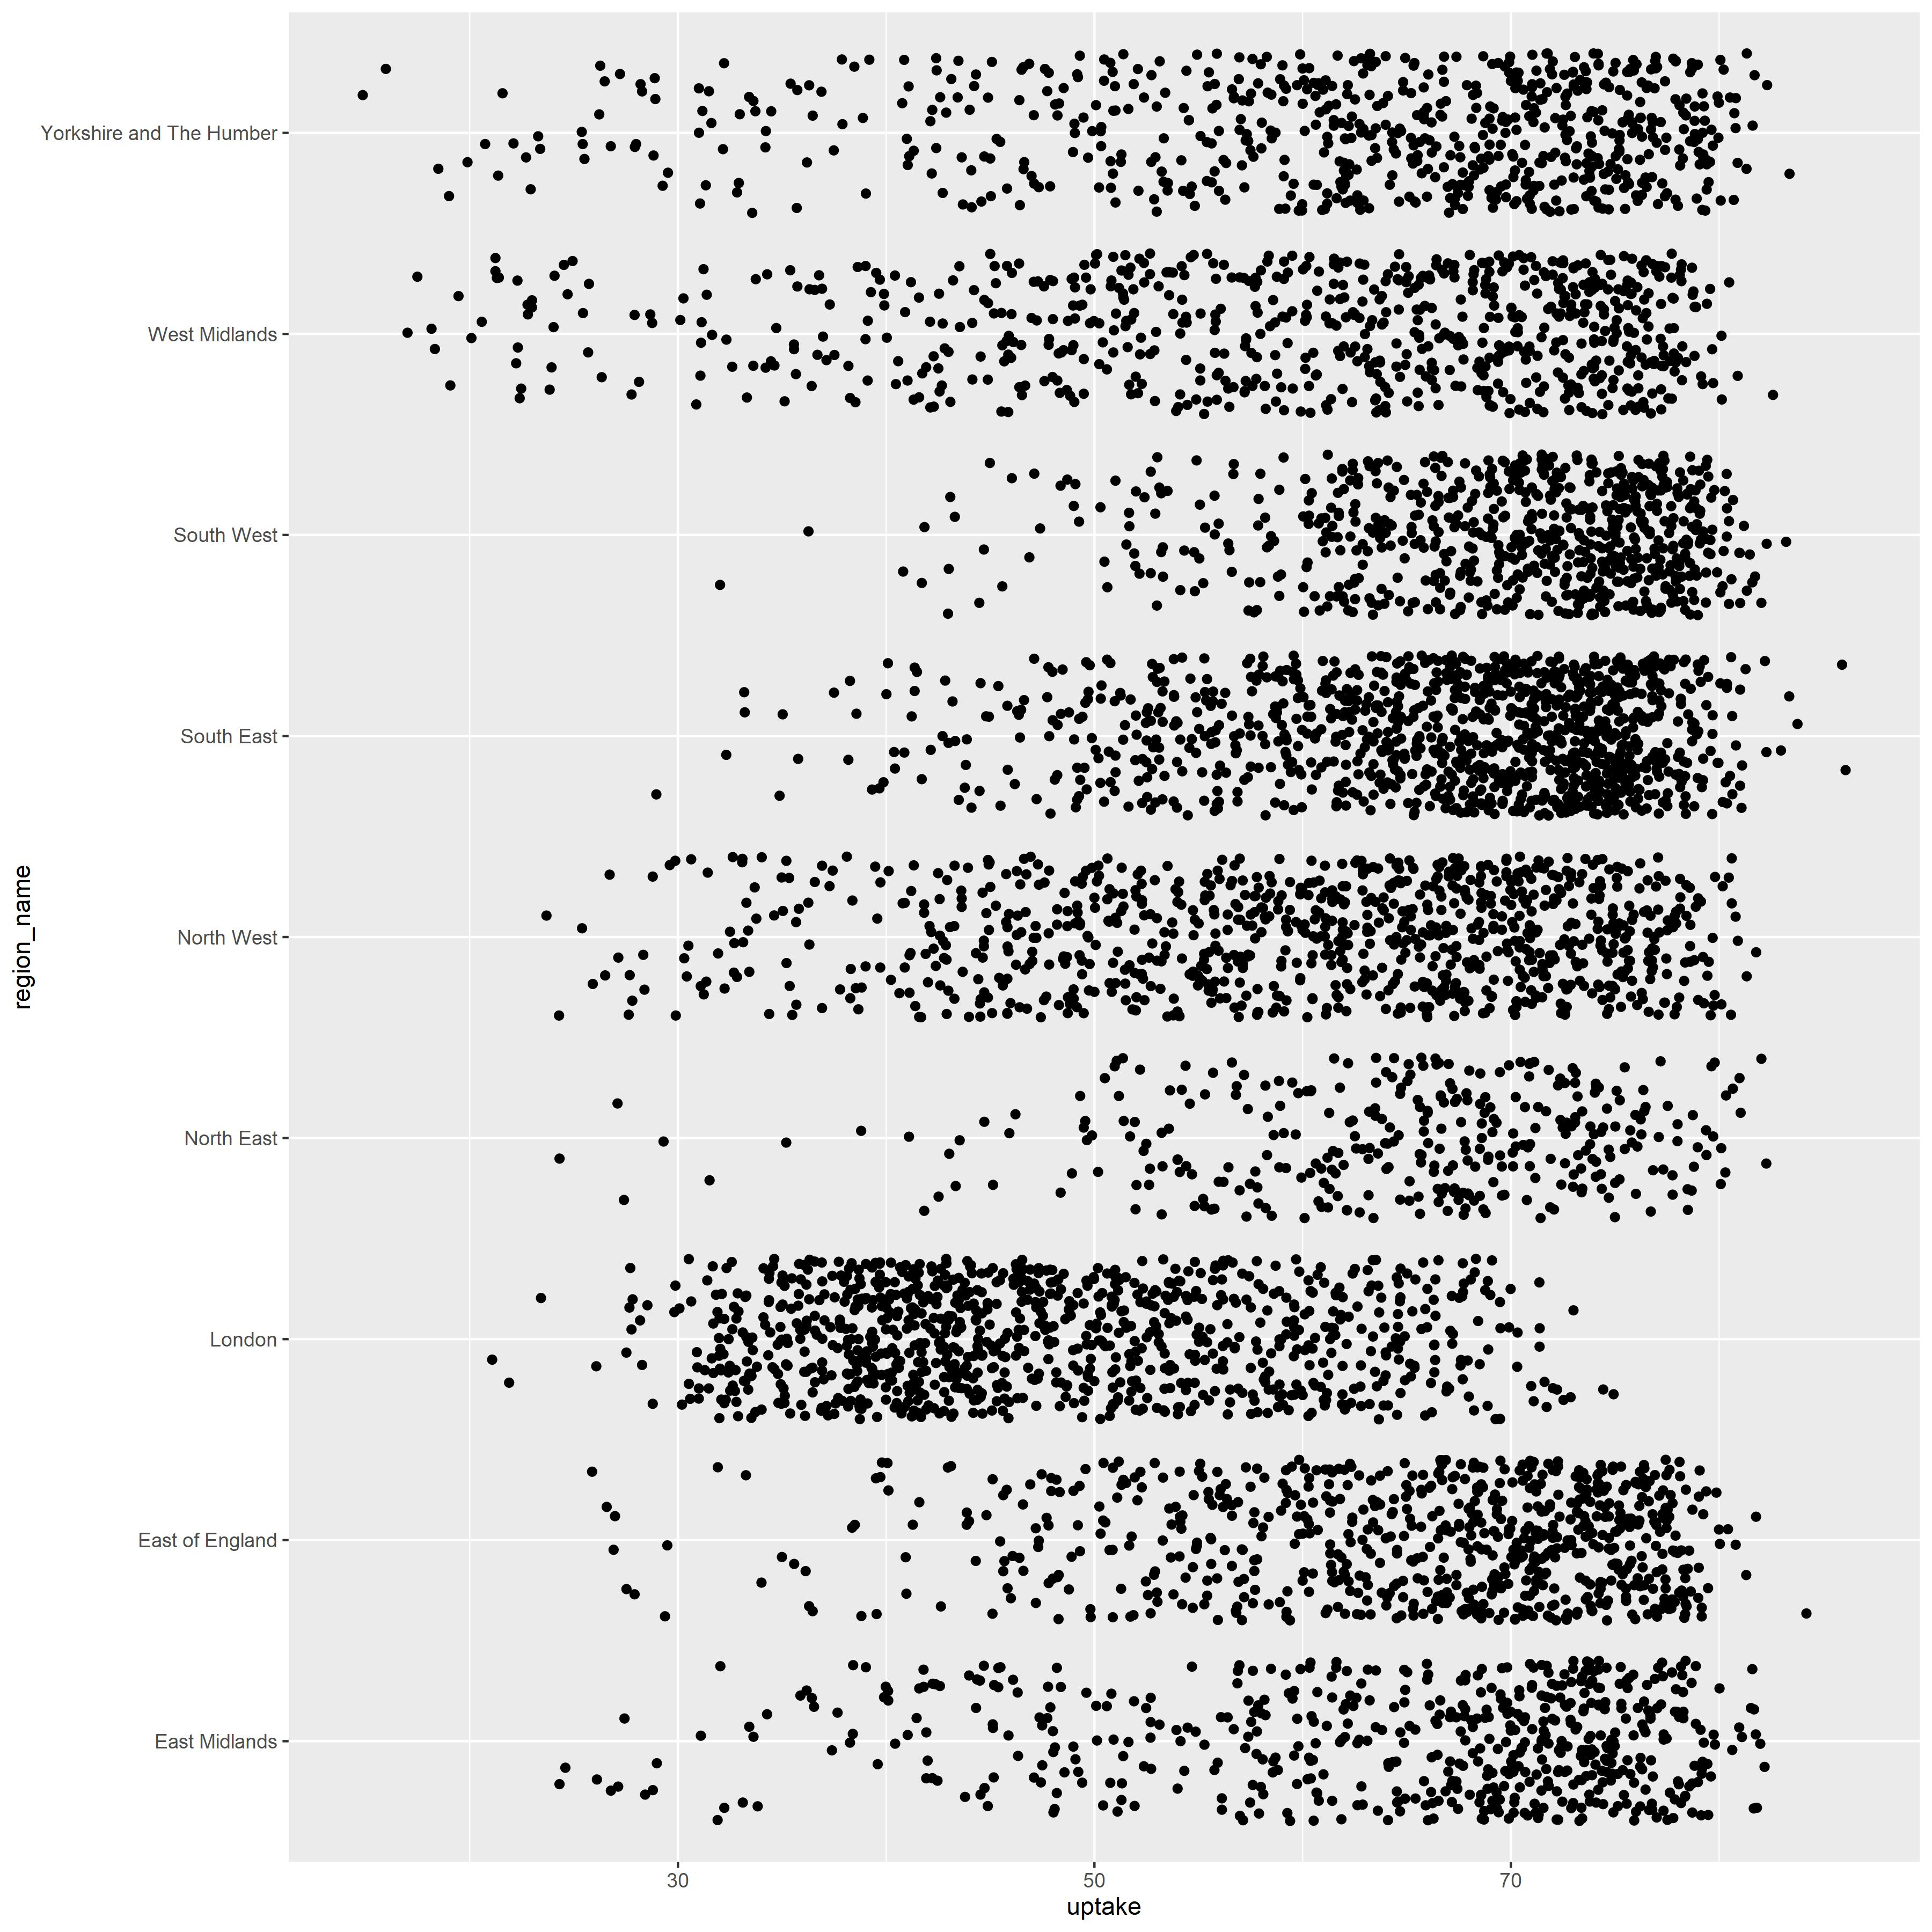 Yorkshire and The Humber
West Midlands
South West
South East
North West
North East
London
East of England
East Midlands
region_name
30 50 70
uptake